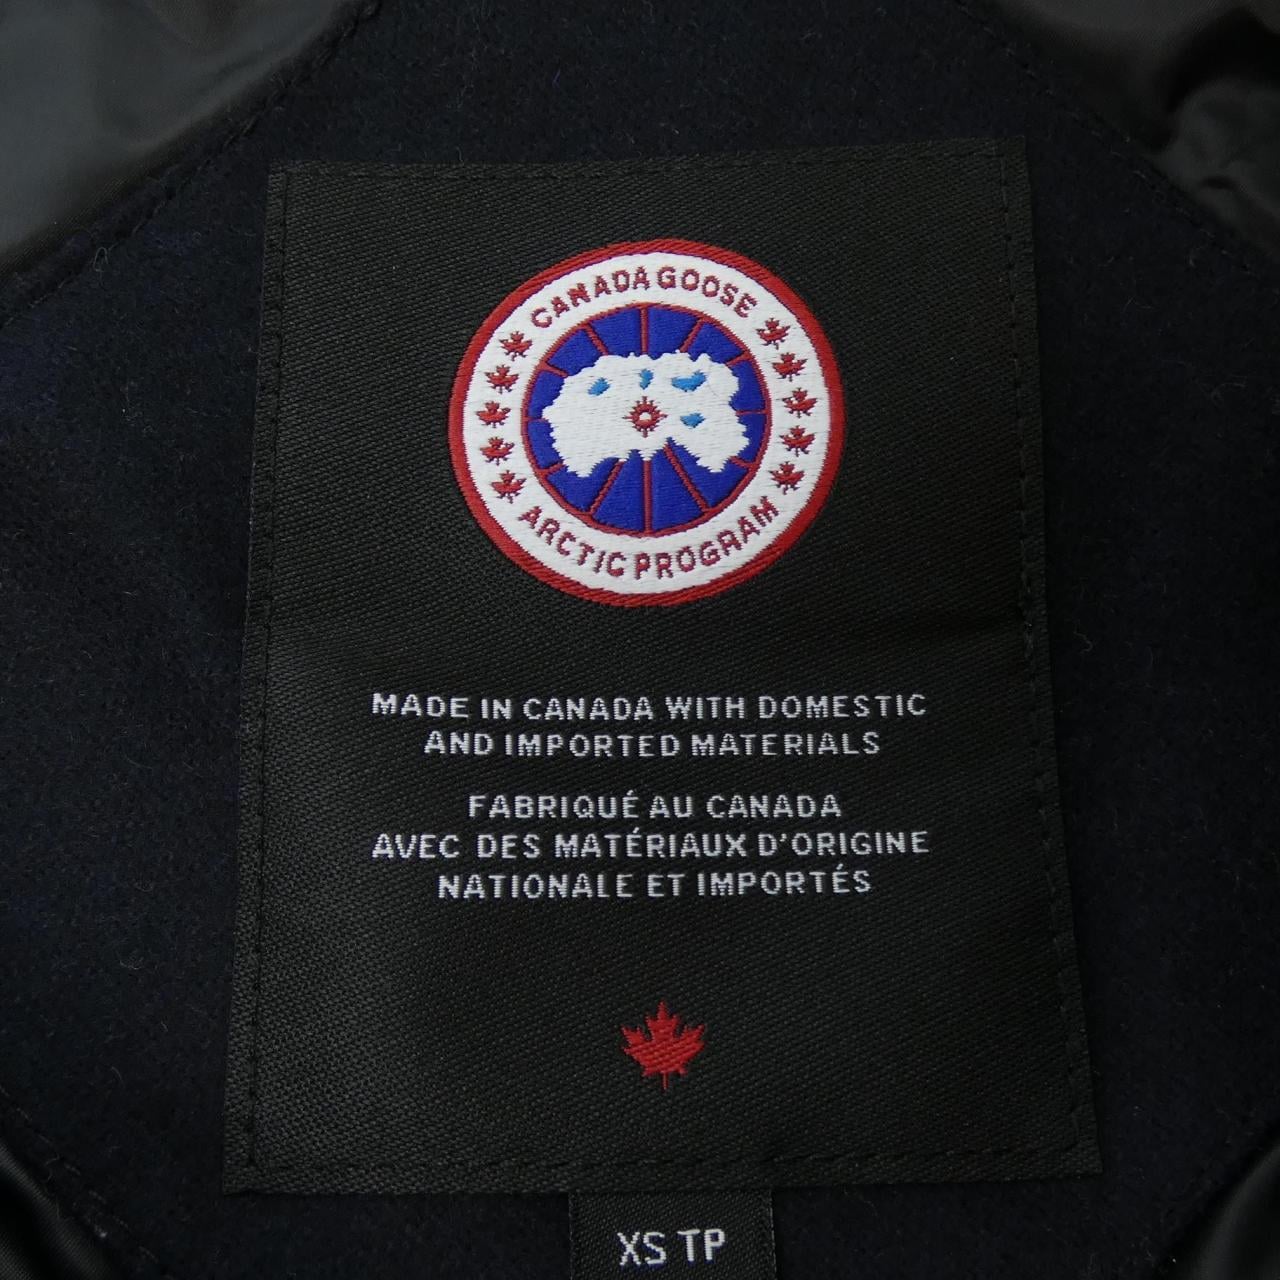 CANADA GOOSE
ARCTIC PROGRAM
MADE IN CANADA WITH DOMESTIC
AND IMPORTED MATERIALS
FABRIQUÉ AU CANADA
AVEC DES MATÉRIAUX D'ORIGINE
NATIONALE ET IMPORTÉS
XS TP